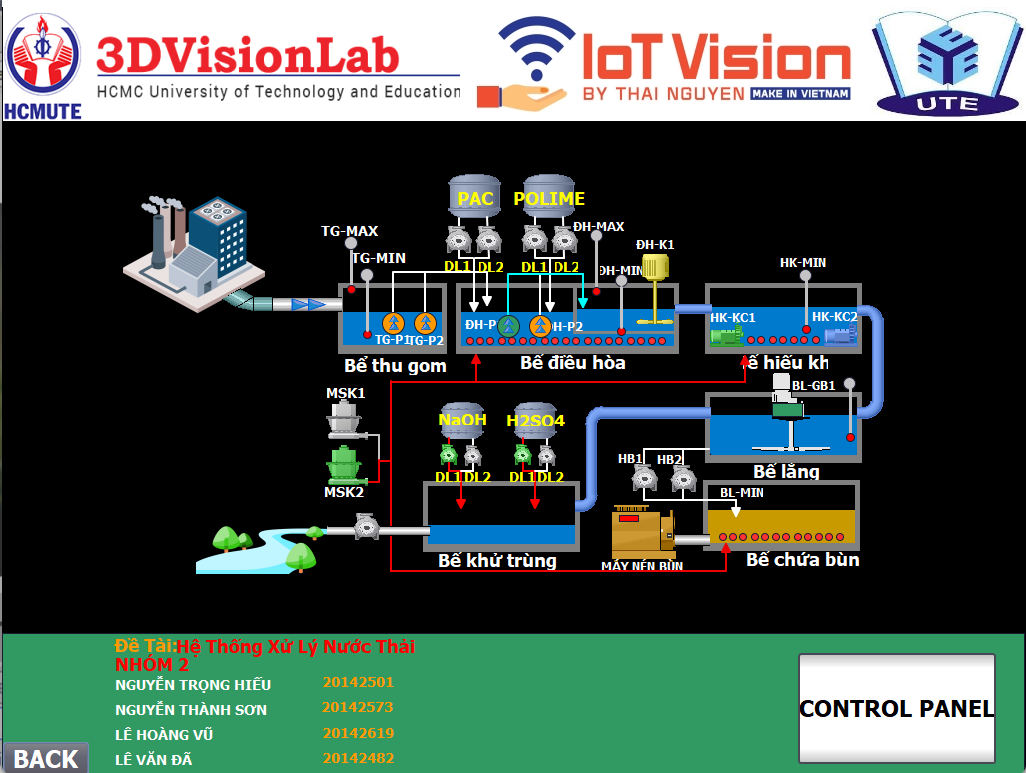 HCMUTE
3DVisionLab
HCMC University of Technology and Education
IoT Vision
BY THAI NGUYEN MAKE IN VIETNAM
UTE
PAC
POLIME
TG-MAX
ĐH-MAX
TG-MIN
ĐH-K1
DL1
DL2
DL1
DL2
ĐH-MIN
HK-MIN
ĐH-P
ĐH-P2
HK-KC1
HK-KC2
TG-P1
TG-P2
Bể thu gom
Bể điều hòa
Bể hiếu kh
MSK1
MSK2
NaOH
H2SO4
BL-GB1
DL1
DL2
DL1
DL2
HB1
HB2
Bể lắng
BL-MIN
Bể khử trùng
MÁY NÉN BÙN
Bể chứa bùn
Đề Tài:Hệ Thống Xử Lý Nước Thải
NHÓM 2
NGUYỄN TRỌNG HIẾU 20142501
NGUYỄN THÀNH SƠN 20142573
LÊ HOÀNG VŨ 20142619
LÊ VĂN ĐÃ 20142482
BACK
CONTROL PANEL